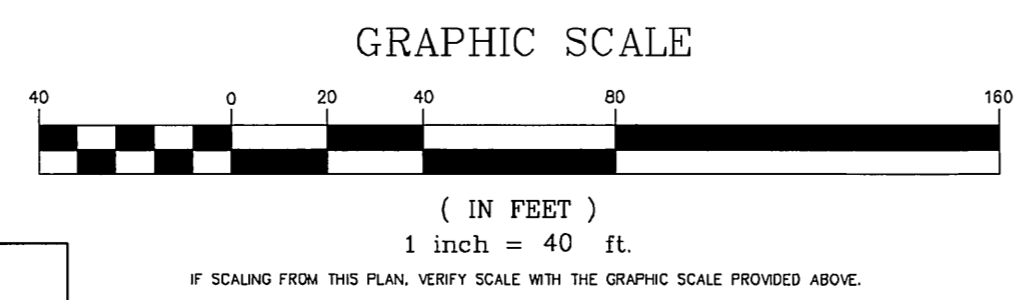 GRAPHIC SCALE
40 0 20 40 80 160
( IN FEET )
1 inch = 40 ft.
IF SCALING FROM THIS PLAN, VERIFY SCALE WITH THE GRAPHIC SCALE PROVIDED ABOVE.